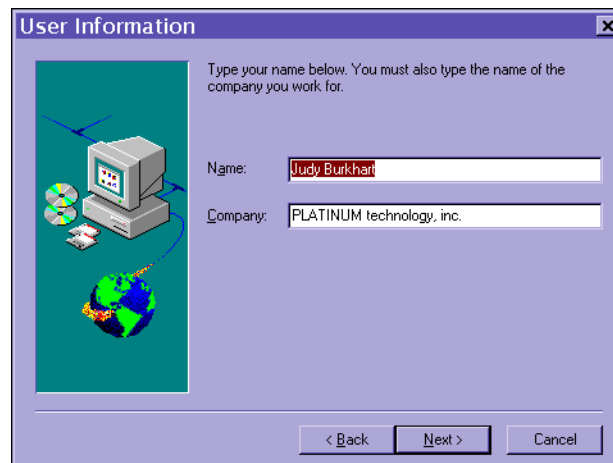 User Information
Type your name below. You must also type the name of the
company you work for.
Name: Judy Burkhart
Company: PLATINUM technology, inc.
< Back Next > Cancel